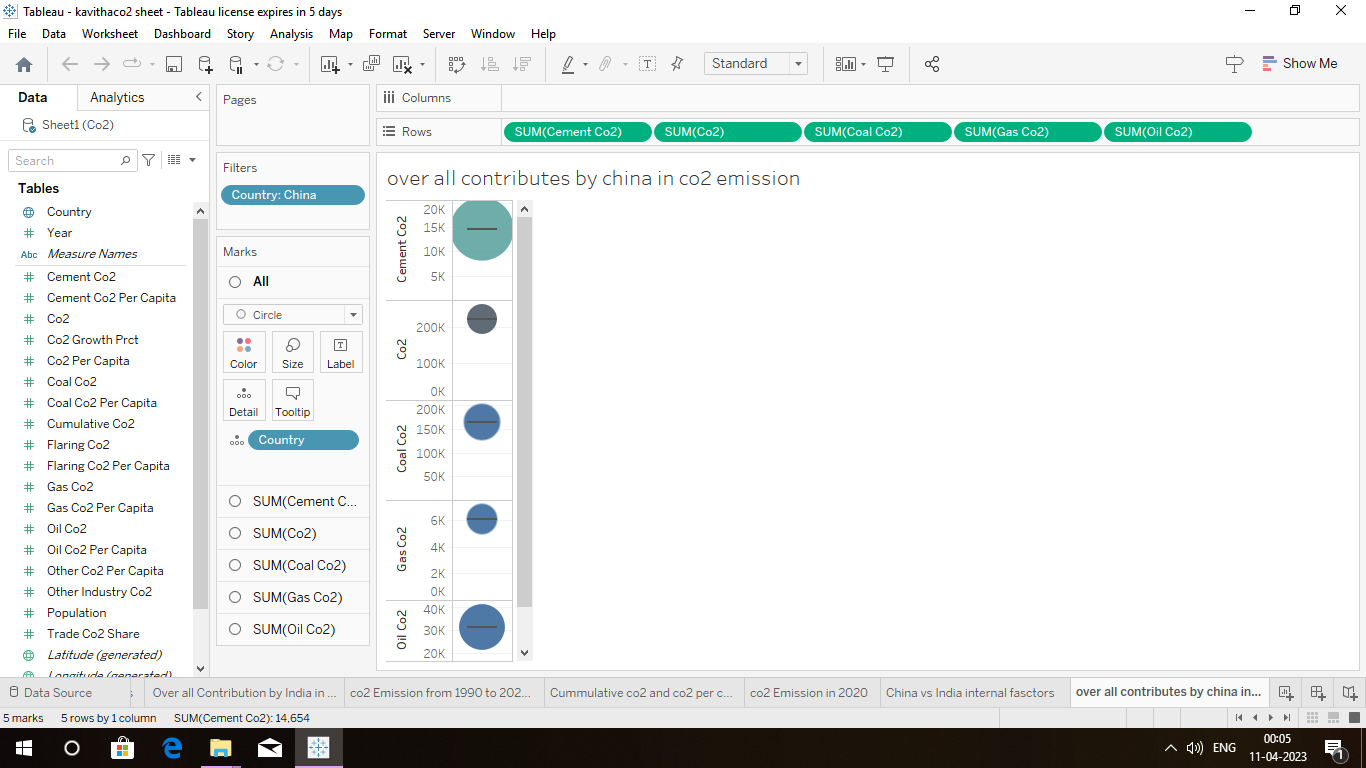 Tableau - kavithaco2 sheet - Tableau license expires in 5 days
File Data Worksheet Dashboard Story Analysis Map Format Server Window Help
Standard
Show Me
Data Analytics
Sheet1 (Co2)
Search
Tables
Country
Year
Abc Measure Names
Cement Co2
Cement Co2 Per Capita
Co2
Co2 Growth Prct
Co2 Per Capita
Coal Co2
Coal Co2 Per Capita
Cumulative Co2
Flaring Co2
Flaring Co2 Per Capita
Gas Co2
Gas Co2 Per Capita
Oil Co2
Oil Co2 Per Capita
Other Co2 Per Capita
Other Industry Co2
Population
Trade Co2 Share
Latitude (generated)
Longitude (generated)
Pages
Filters
Country: China
Marks
All
Circle
Color Size Label
Detail Tooltip
Country
SUM(Cement C...
SUM(Co2)
SUM(Coal Co2)
SUM(Gas Co2)
SUM(Oil Co2)
Columns
Rows SUM(Cement Co2) SUM(Co2) SUM(Coal Co2) SUM(Gas Co2) SUM(Oil Co2)
over all contributes by china in co2 emission
Cement Co2
20K
15K
10K
5K
Co2
200K
100K
0K
Coal Co2
200K
150K
100K
50K
Gas Co2
6K
4K
2K
0K
Oil Co2
40K
30K
20K
Data Source Over all Contribution by India in ... co2 Emission from 1990 to 202... Cummulative co2 and co2 per c... co2 Emission in 2020 China vs India internal fasctors over all contributes by china in...
5 marks 5 rows by 1 column SUM(Cement Co2): 14,654
ENG
00:05
11-04-2023
1